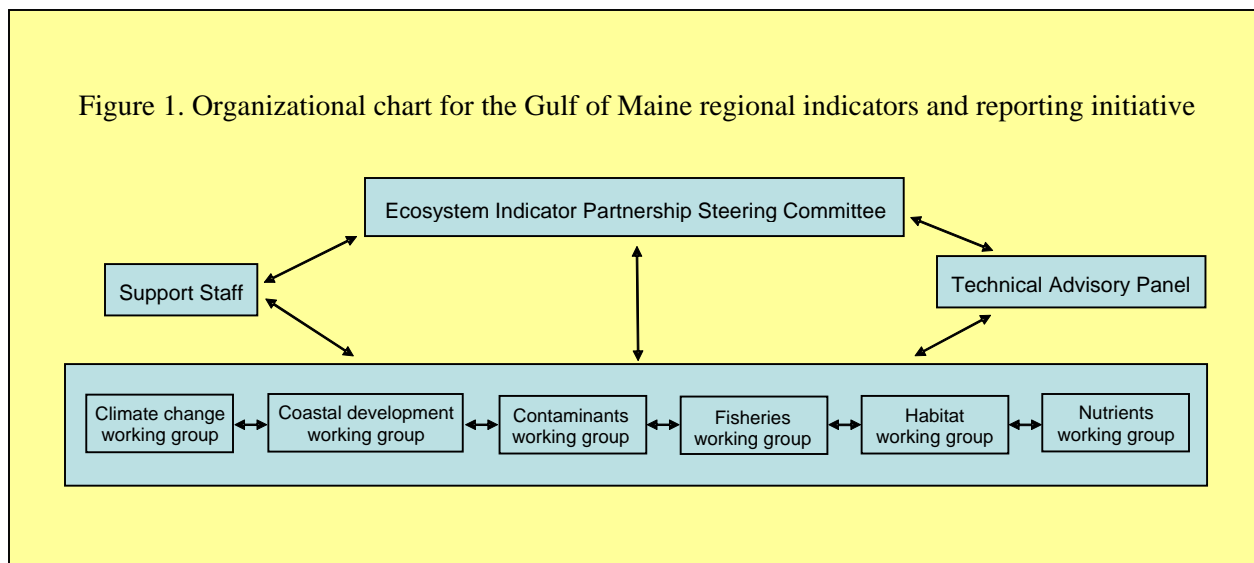 Figure 1. Organizational chart for the Gulf of Maine regional indicators and reporting initiative
Ecosystem Indicator Partnership Steering Committee
Support Staff
Technical Advisory Panel
Climate change
working group
Coastal development
working group
Contaminants
working group
Fisheries
working group
Habitat
working group
Nutrients
working group